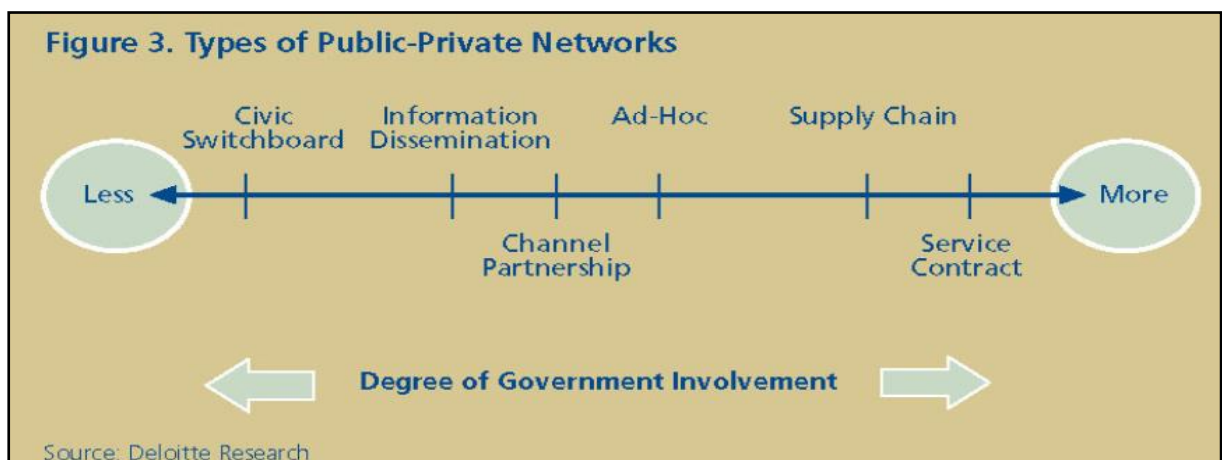 Figure 3. Types of Public-Private Networks
Civic Information Ad-Hoc Supply Chain
Switchboard Dissemination
Less More
Channel Service
Partnership Contract
Degree of Government Involvement
Source: Deloitte Research